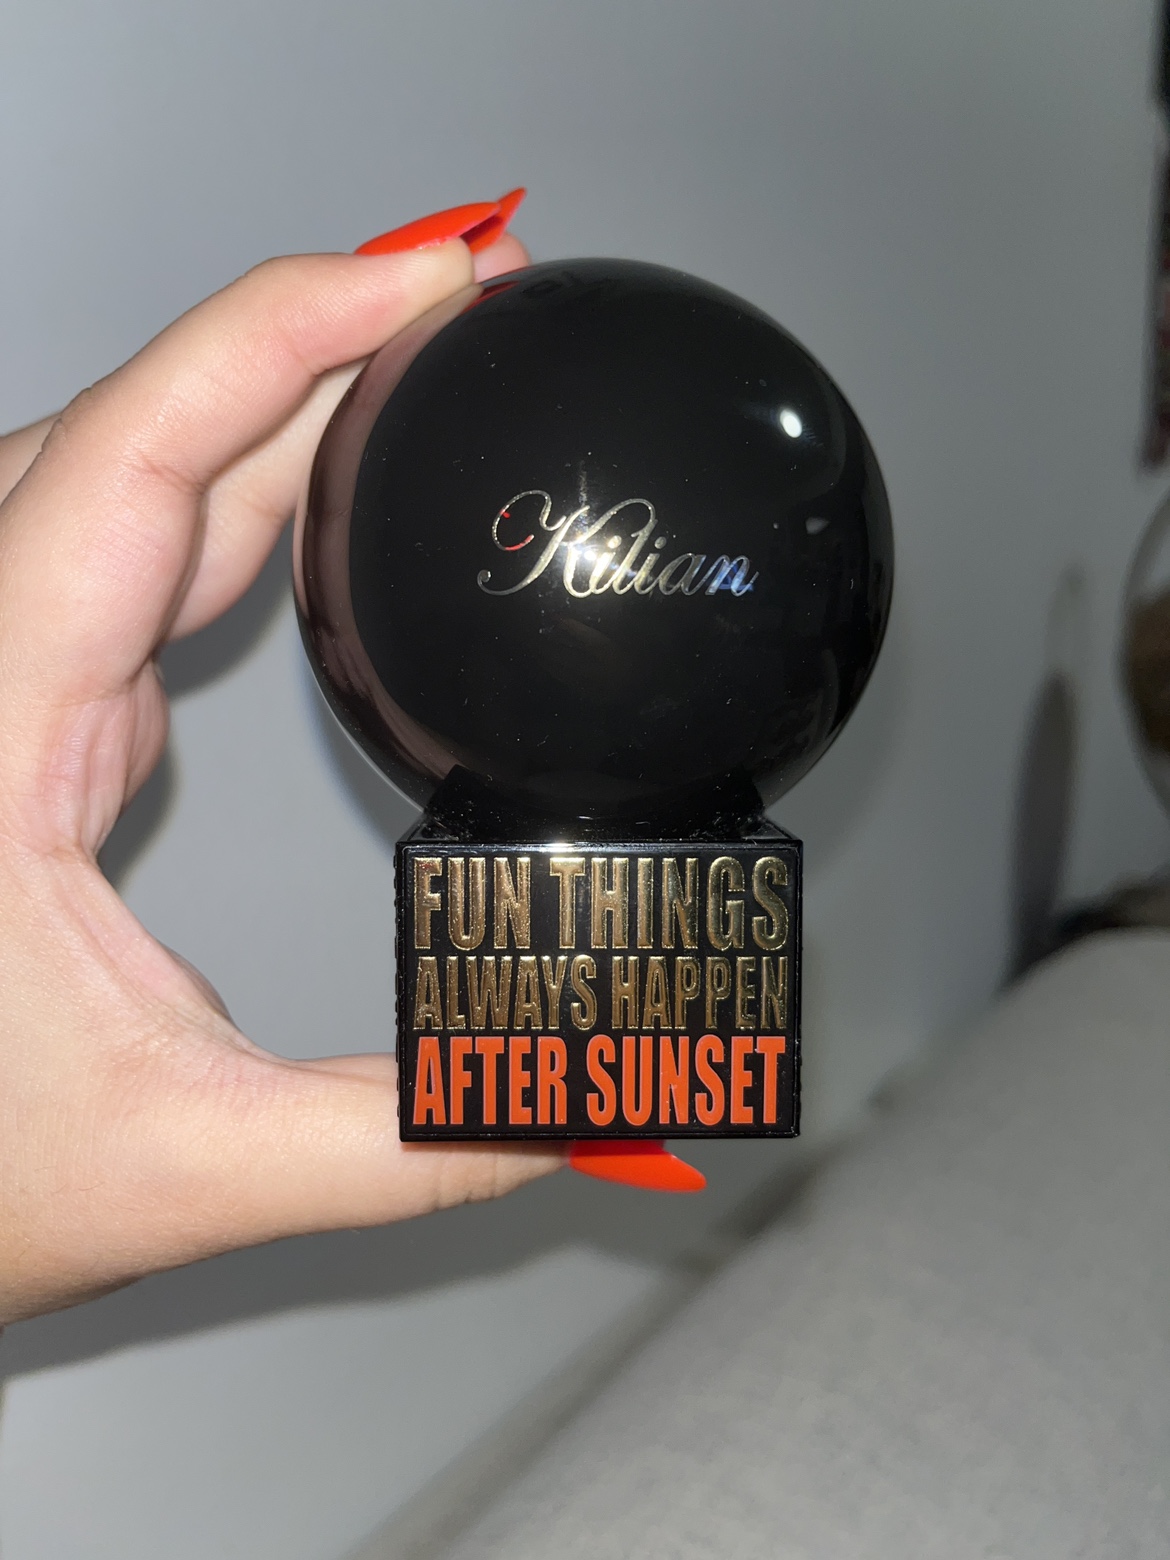 Kilian
FUN THINGS
ALWAYS HAPPEN
AFTER SUNSET